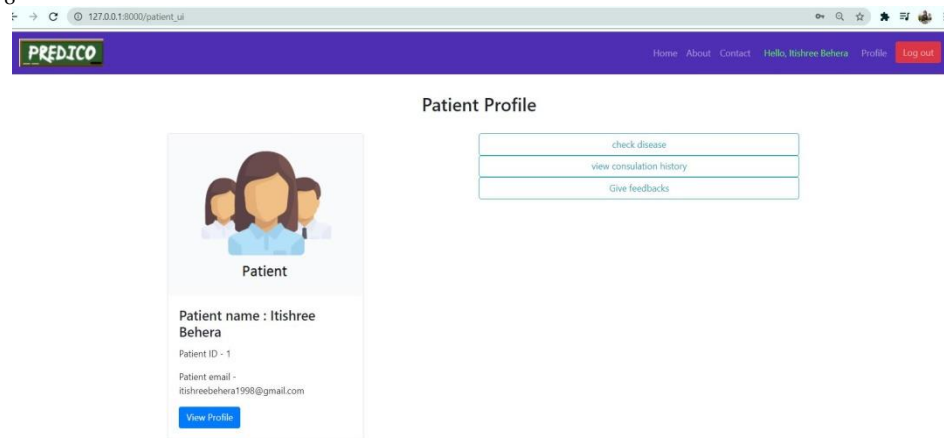 127.0.0.1:8000/patient_ui
PREDICO
Home About Contact Hello, Itishree Behera Profile Log out
Patient Profile
Patient
Patient name : Itishree
Behera
Patient ID - 1
Patient email -
itishreebehera1998@gmail.com
View Profile
check disease
view consulation history
Give feedbacks